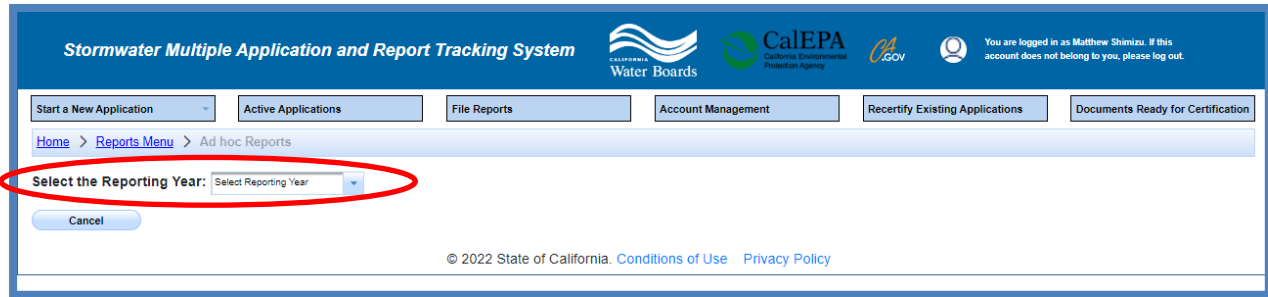 Stormwater Multiple Application and Report Tracking System
CALIFORNIA
Water Boards
CalEPA
California Environmental
Protection Agency
CA.GOV
You are logged in as Matthew Shimizu. If this
account does not belong to you, please log out.
Start a New Application
Active Applications
File Reports
Account Management
Recertify Existing Applications
Documents Ready for Certification
Home > Reports Menu > Ad hoc Reports
Select the Reporting Year: Select Reporting Year
Cancel
© 2022 State of California. Conditions of Use Privacy Policy